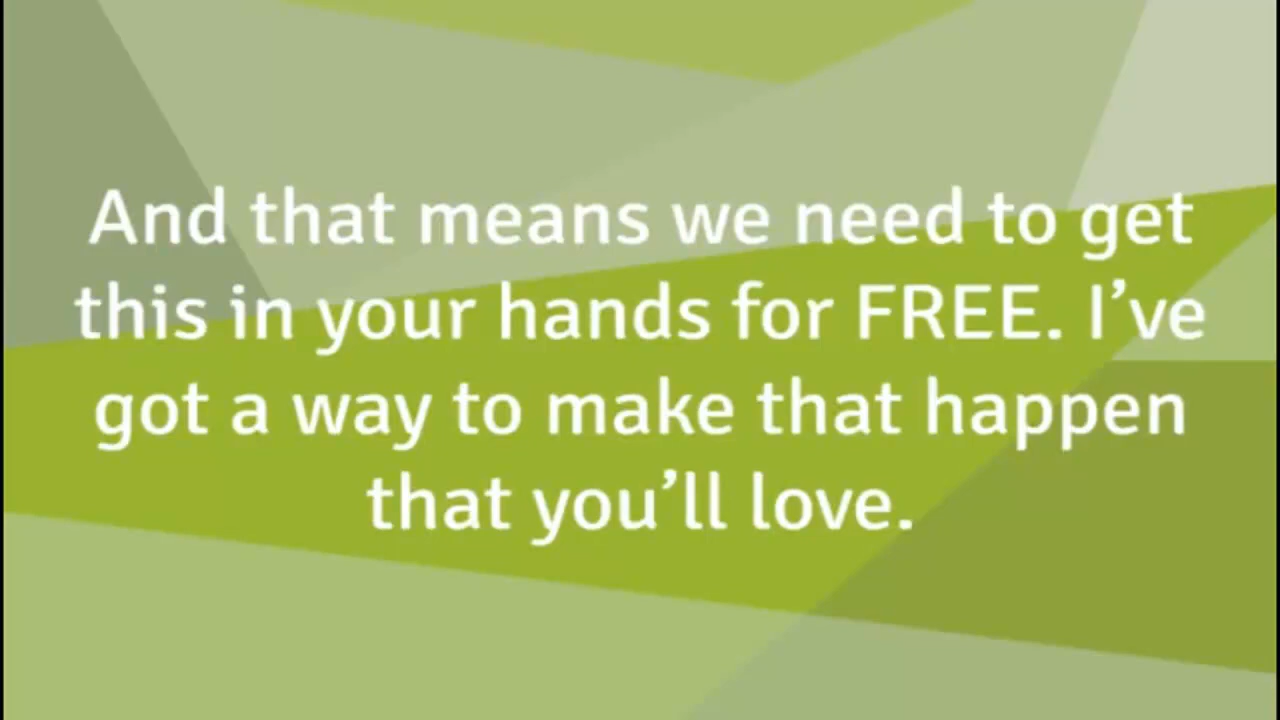 And that means we need to get
this in your hands for FREE. I’ve
got a way to make that happen
that you’ll love.